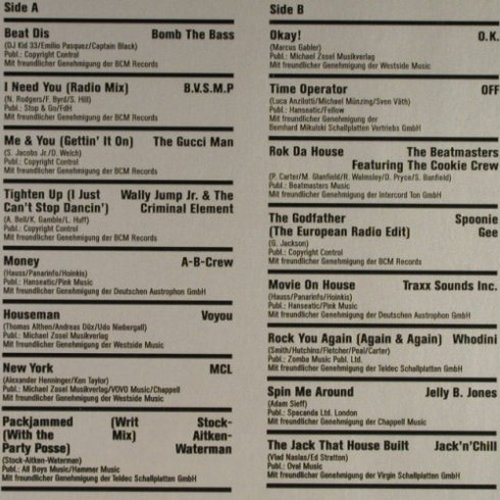 Side A
Beat Dis Bomb The Bass
(DJ Kid 33/Emilio Pasquez/Captain Black)
Publ.: Copyright Control
Mit freundlicher Genehmigung der BCM Records
I Need You (Radio Mix) B.V.S.M.P
(N. Rodgers/F. Byrd/S. Hill)
Publ.: Stop & Go/FdH
Mit freundlicher Genehmigung der BCM Records
Me & You (Gettin' It On) The Gucci Man
(S. Jacobs Jr./D. Welch)
Publ.: Copyright Control
Mit freundlicher Genehmigung der BCM Records
Tighten Up (I Just Wally Jump Jr. & The
Can't Stop Dancin') Criminal Element
(A. Bell/K. Gamble/L. Huff)
Publ.: Copyright Control
Mit freundlicher Genehmigung der BCM Records
Money A-B-Crew
(Hauss/Panarinfo/Hoinkis)
Publ.: Hanseatic/Pink Music
Mit freundlicher Genehmigung der Deutschen Austrophon GmbH
Houseman Voyou
(Thomas Althen/Andreas Düx/Udo Niebergall)
Publ.: Michael Zosel Musikverlag
Mit freundlicher Genehmigung der Westside Music
New York MCL
(Alexander Henninger/Ken Taylor)
Publ.: Michael Zosel Musikverlag/VOVO Music/Chappell
Mit freundlicher Genehmigung der Westside Music
Packjammed (Writ Stock-
(With the Mix) Aitken-
Party Posse) Waterman
(Stock-Aitken-Waterman)
Publ.: All Boys Music/Hammer Music
Mit freundlicher Genehmigung der Teldec Schallplatten GmbH
Side B
Okay! O.K.
(Marcus Gabler)
Publ.: Michael Zosel Musikverlag
Mit freundlicher Genehmigung der Westside Music
Time Operator OFF
(Luca Anzilotti/Michael Münzing/Sven Väth)
Publ.: Hanseatic/Fellow
Mit freundlicher Genehmigung der
Bernhard Mikulski Schallplatten Vertriebs GmbH
Rok Da House The Beatmasters
Featuring The Cookie Crew
(P. Carter/M. Glanfield/R. Walmsley/D. Pryce/S. Banfield)
Publ.: Beatmasters Music
Mit freundlicher Genehmigung der Intercord Ton GmbH
The Godfather Spoonie
(The European Radio Edit) Gee
(G. Jackson)
Publ.: Copyright Control
Mit freundlicher Genehmigung der BCM Records
Movie On House Traxx Sounds Inc.
(Hauss/Panarinfo/Hoinkis)
Publ.: Hanseatic/Pink Music
Mit freundlicher Genehmigung der Deutschen Austrophon GmbH
Rock You Again (Again & Again) Whodini
(Smith/Hutchins/Fletcher/Peal/Carter)
Publ.: Zomba Music Publ. Ltd.
Mit freundlicher Genehmigung der Teldec Schallplatten GmbH
Spin Me Around Jelly B. Jones
(Adam Sieff)
Publ.: Spacanda Ltd. London
Mit freundlicher Genehmigung der Chappell Music
The Jack That House Built Jack'n'Chill
(Vlad Naslas/Ed Stratton)
Publ.: Oval Music
Mit freundlicher Genehmigung der Virgin Schallplatten GmbH